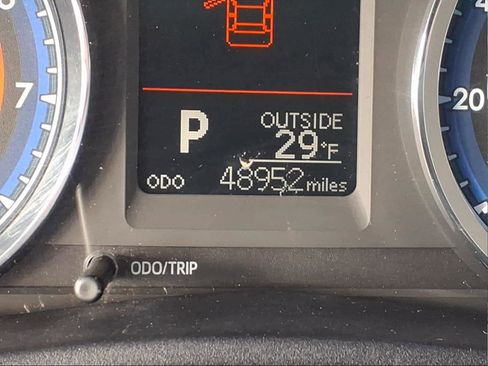 7
20
P
OUTSIDE
29°F
ODO 48952 miles
ODO/TRIP